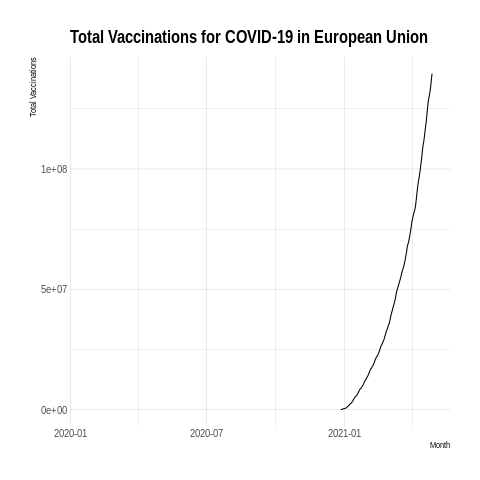 Total Vaccinations for COVID-19 in European Union
Total Vaccinations
1e+08
5e+07
0e+00
2020-01
2020-07
2021-01
Month